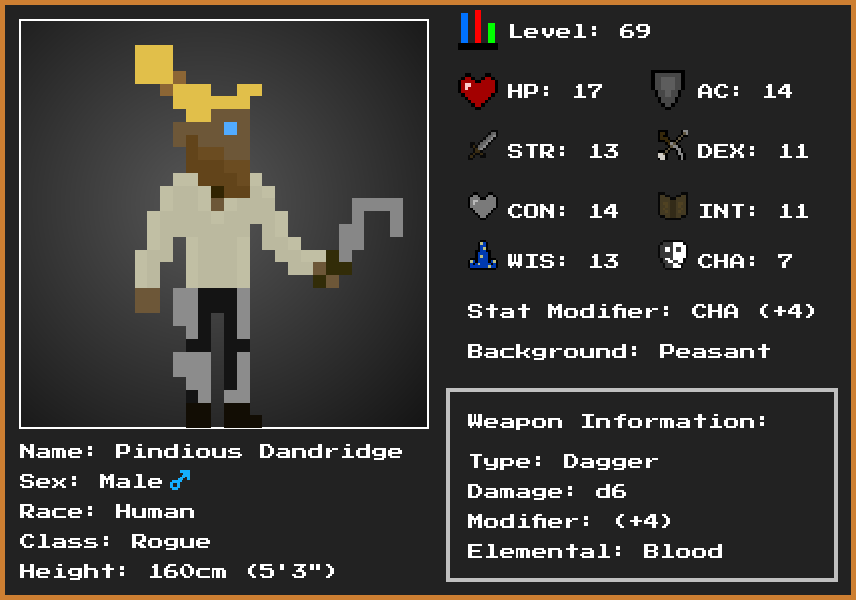 Level: 69
HP: 17
AC: 14
STR: 13
DEX: 11
CON: 14
INT: 11
WIS: 13
CHA: 7
Stat Modifier: CHA (+4)
Background: Peasant
Weapon Information:
Type: Dagger
Damage: d6
Modifier: (+4)
Elemental: Blood
Name: Pindious Dandridge
Sex: Male♂
Race: Human
Class: Rogue
Height: 160cm (5'3")